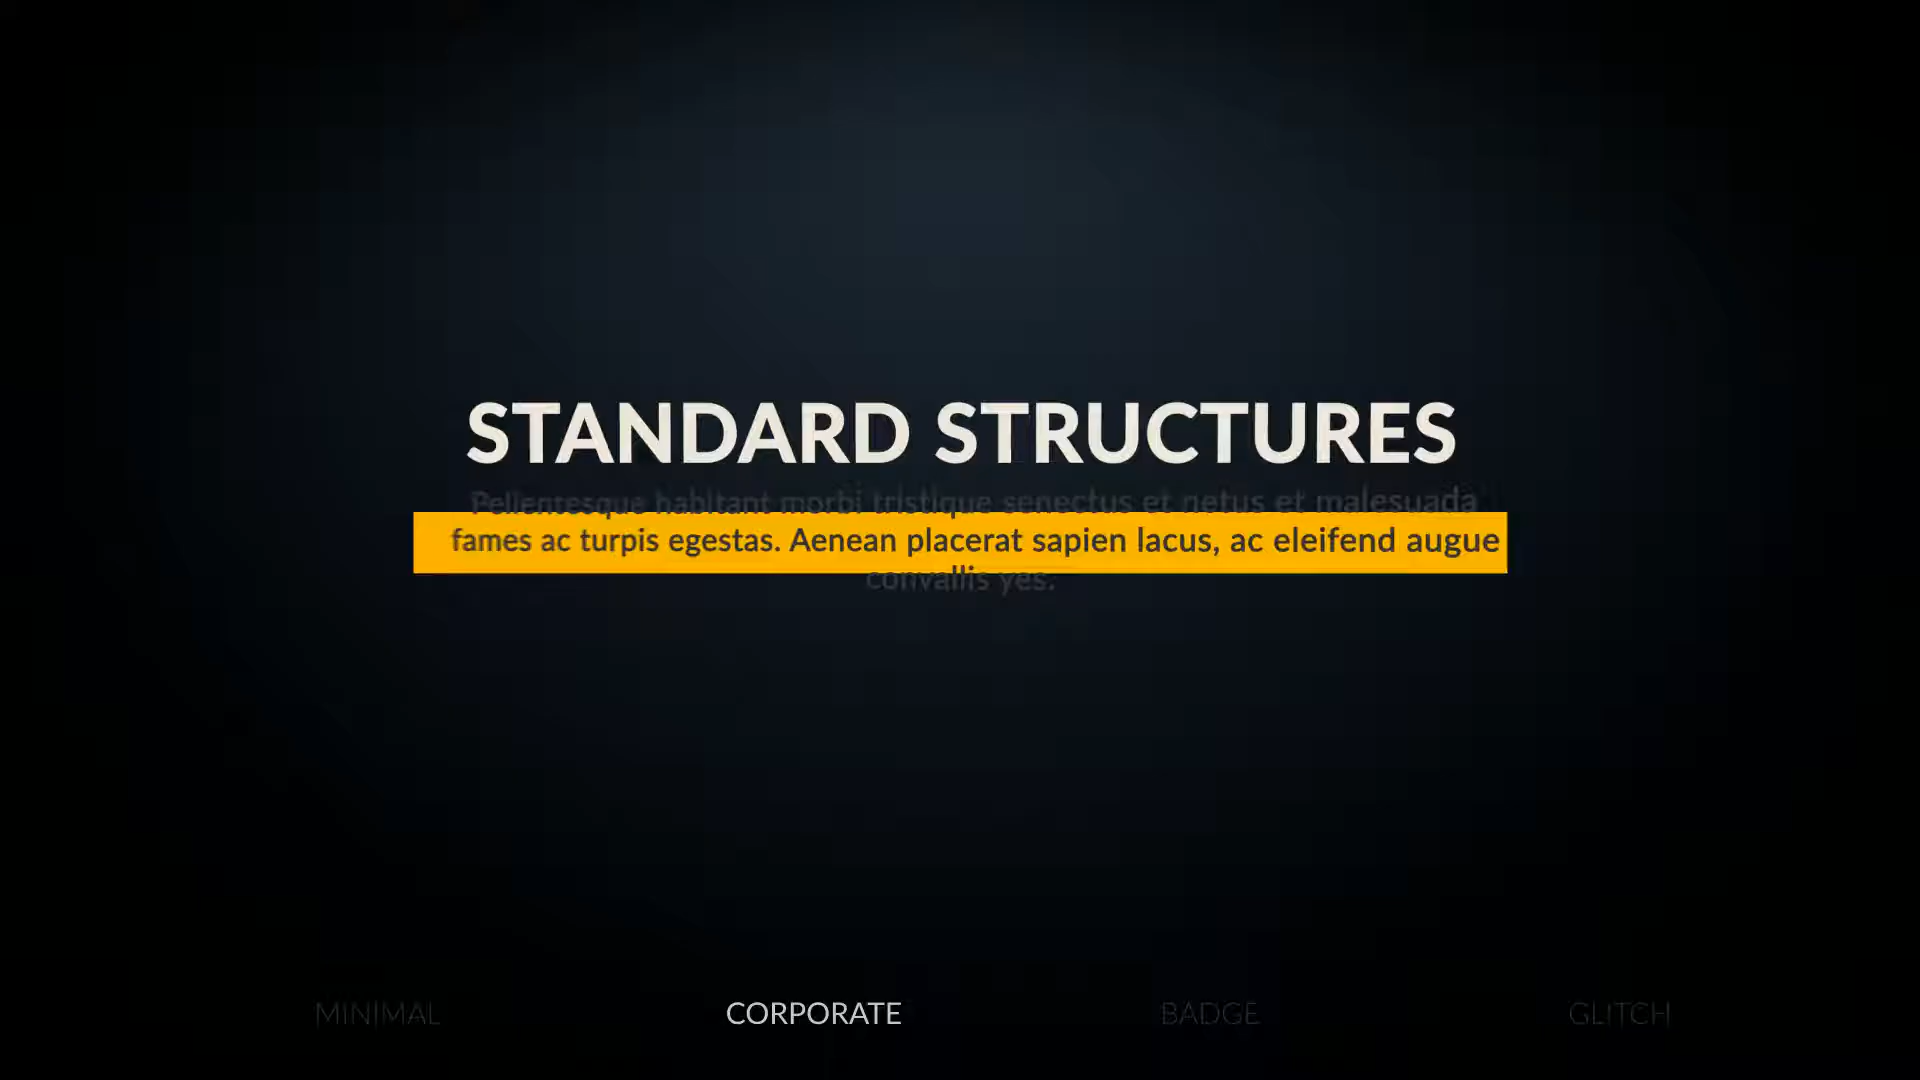 STANDARD STRUCTURES
Pellentesque habitant morbi tristique senectus et netus et malesuada
fames ac turpis egestas. Aenean placerat sapien lacus, ac eleifend augue
convallis yes.
MINIMAL CORPORATE BADGE GLITCH